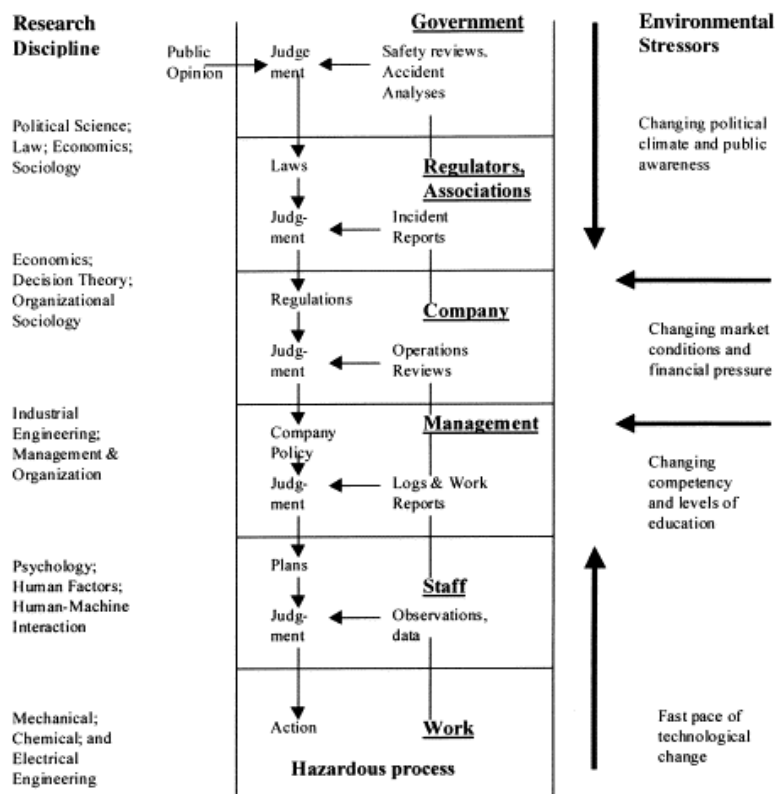 Research
Discipline
Government
Environmental
Stressors
Public
Opinion
Judge
ment
Safety reviews,
Accident
Analyses
Political Science;
Law; Economics;
Sociology
Changing political
climate and public
awareness
Laws
Regulators,
Associations
Judg-
ment
Incident
Reports
Economics;
Decision Theory;
Organizational
Sociology
Regulations
Company
Judg-
ment
Operations
Reviews
Changing market
conditions and
financial pressure
Industrial
Engineering;
Management &
Organization
Company
Policy
Management
Judg-
ment
Logs & Work
Reports
Changing
competency
and levels of
education
Psychology;
Human Factors;
Human-Machine
Interaction
Plans
Staff
Judg-
ment
Observations,
data
Mechanical;
Chemical; and
Electrical
Engineering
Action
Work
Hazardous process
Fast pace of
technological
change